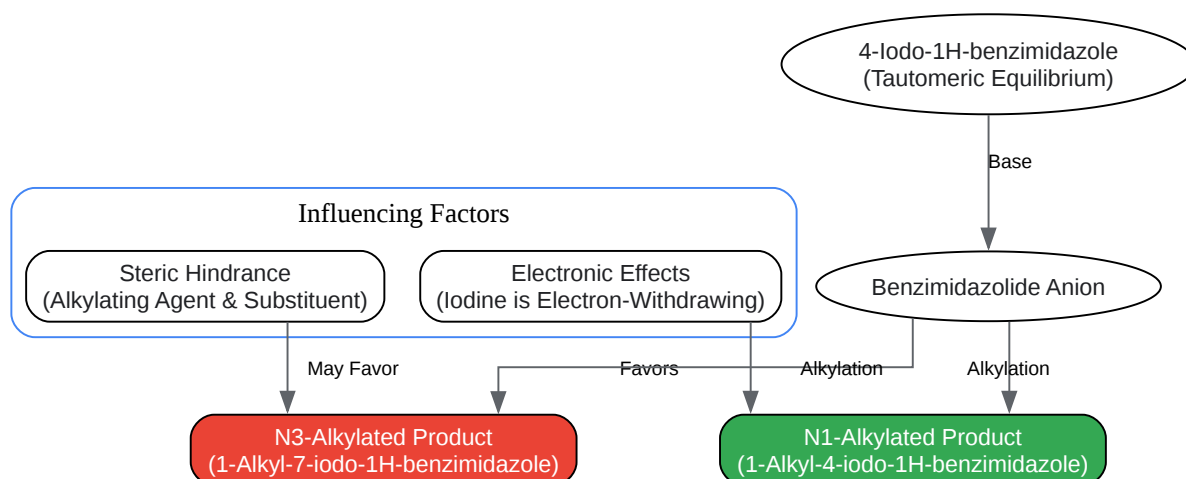 4-Iodo-1H-benzimidazole
(Tautomeric Equilibrium)
Base
Influencing Factors
Steric Hindrance
(Alkylating Agent & Substituent)
Electronic Effects
(Iodine is Electron-Withdrawing)
Benzimidazolide Anion
May Favor
Favors
Alkylation
Alkylation
N3-Alkylated Product
(1-Alkyl-7-iodo-1H-benzimidazole)
N1-Alkylated Product
(1-Alkyl-4-iodo-1H-benzimidazole)